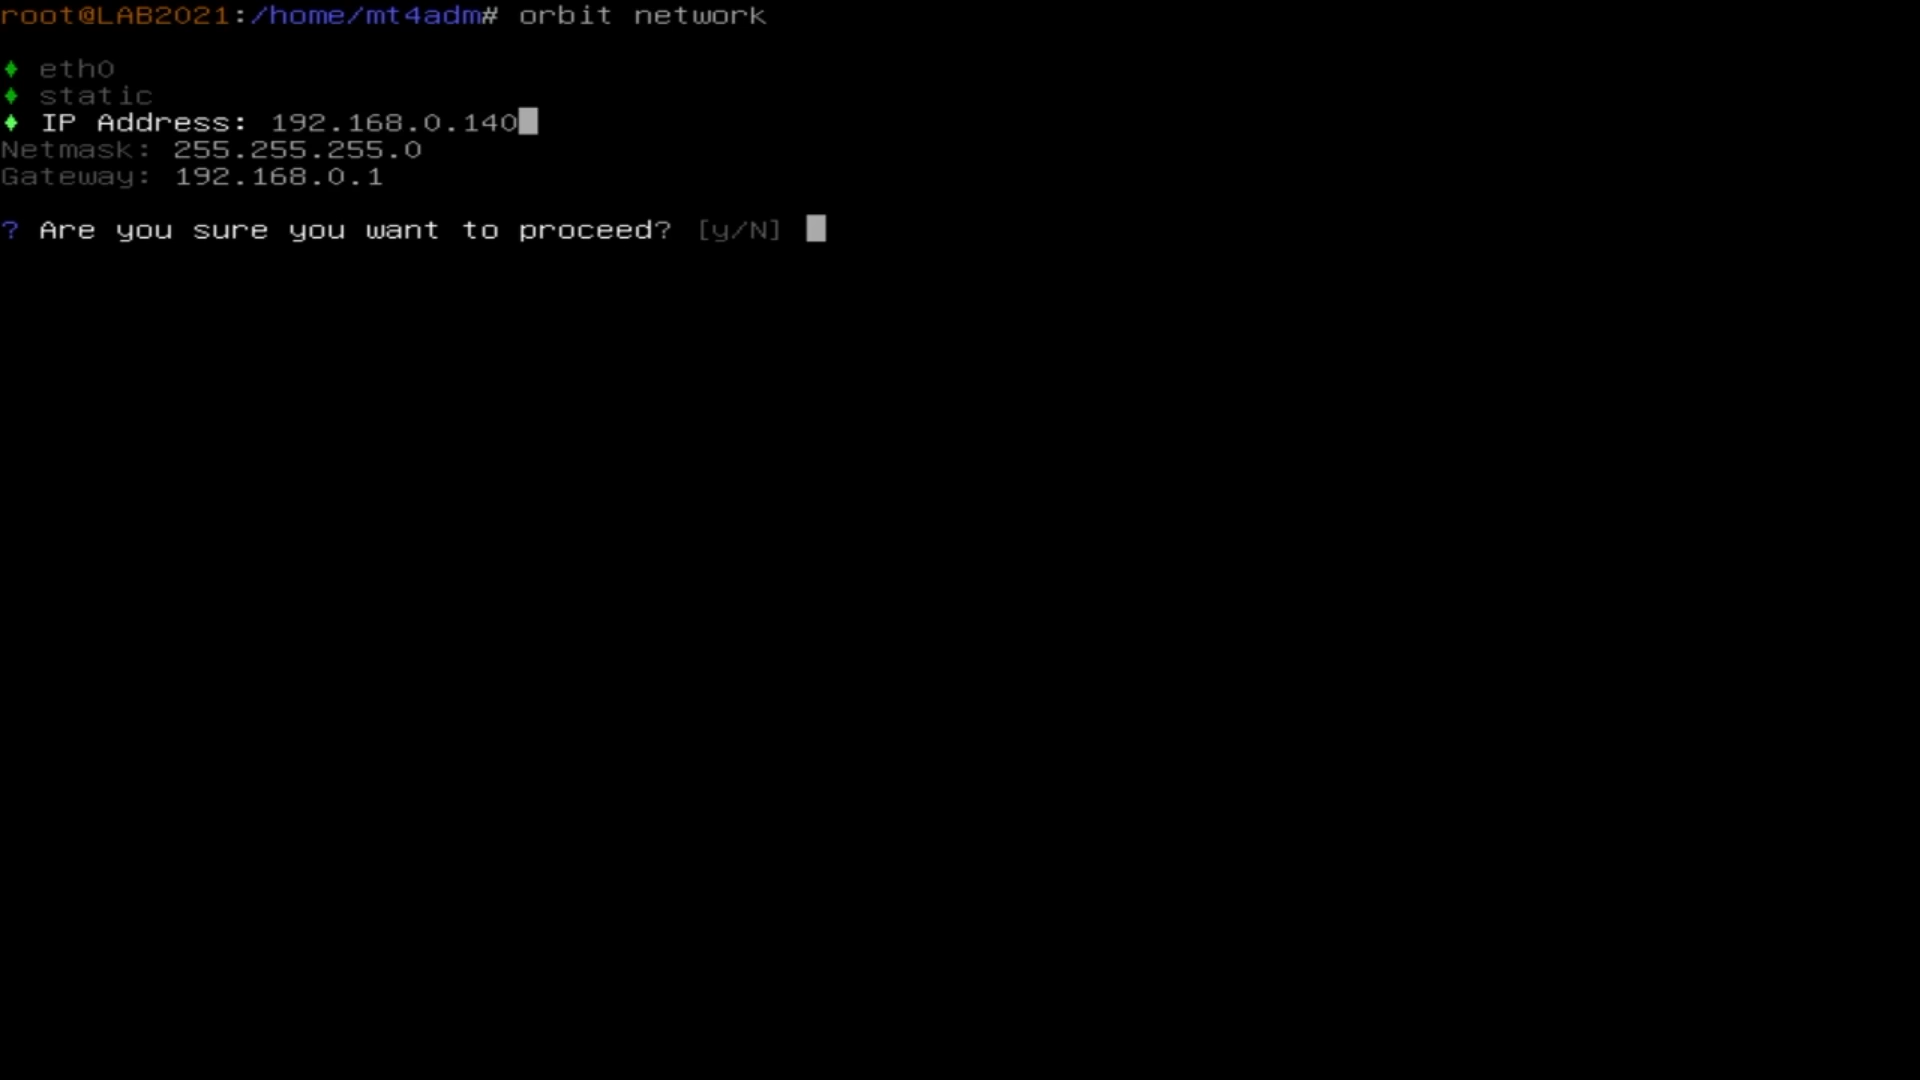 root@LAB2021:/home/mt4adm# orbit network
♦ eth0
♦ static
♦ IP Address: 192.168.0.140
Netmask: 255.255.255.0
Gateway: 192.168.0.1
? Are you sure you want to proceed? [y/N]